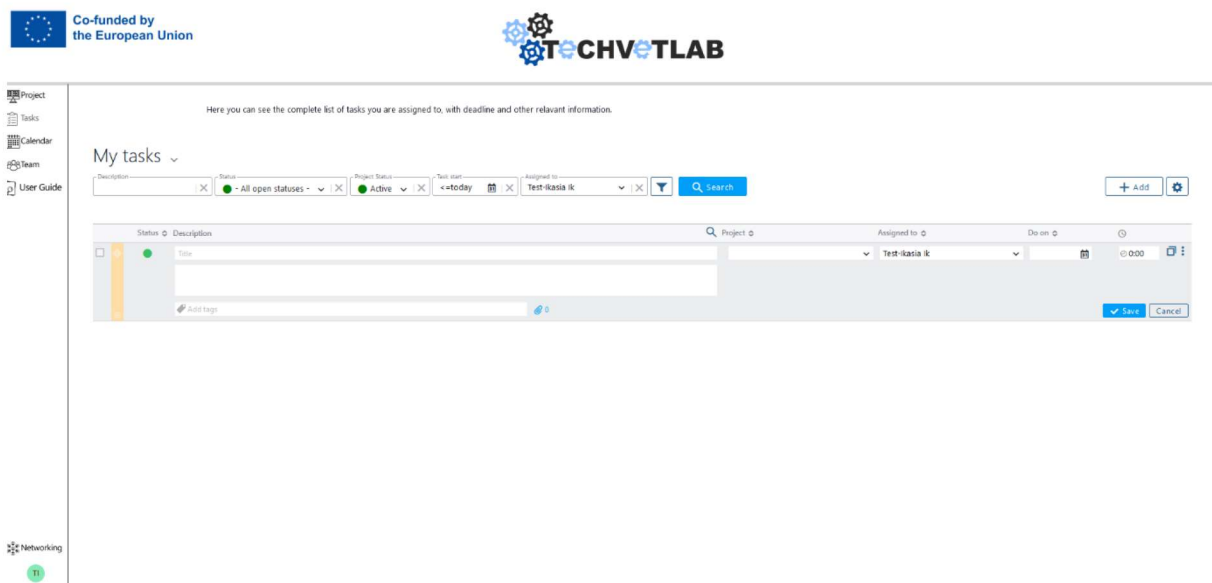 Co-funded by
the European Union
TeCHVeTLAB
Project
Tasks
Calendar
Team
User Guide
Here you can see the complete list of tasks you are assigned to, with deadline and other relavant information.
My tasks
Description Status Project Status Task start Assigned to
- All open statuses - Active <=today Test-Ikasia ik Search + Add
Status Description Project Assigned to Do on
Title Test-Ikasia ik 0:00
Add tags 0 Save Cancel
Networking
TI